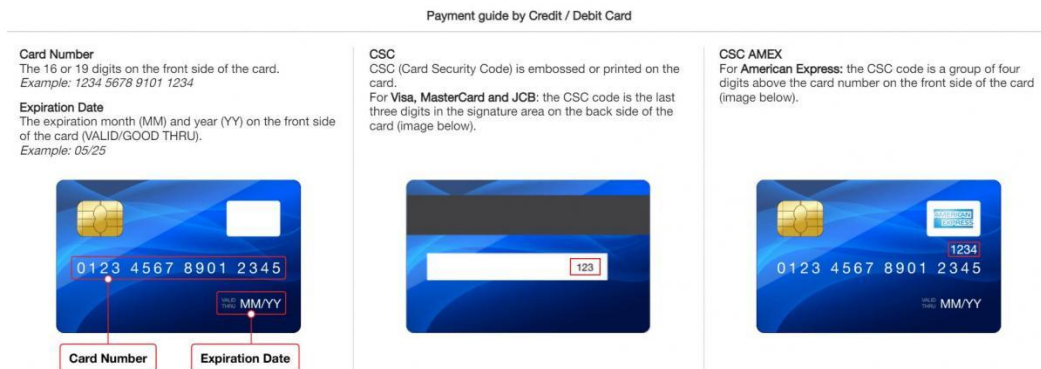 Payment guide by Credit / Debit Card
Card Number
The 16 or 19 digits on the front side of the card.
Example: 1234 5678 9101 1234
Expiration Date
The expiration month (MM) and year (YY) on the front side
of the card (VALID/GOOD THRU).
Example: 05/25
0123 4567 8901 2345
VALID
THRU MM/YY
Card Number
Expiration Date
CSC
CSC (Card Security Code) is embossed or printed on the
card.
For Visa, MasterCard and JCB: the CSC code is the last
three digits in the signature area on the back side of the
card (image below).
123
CSC AMEX
For American Express: the CSC code is a group of four
digits above the card number on the front side of the card
(image below).
AMERICAN
EXPRESS
1234
0123 4567 8901 2345
VALID
THRU MM/YY